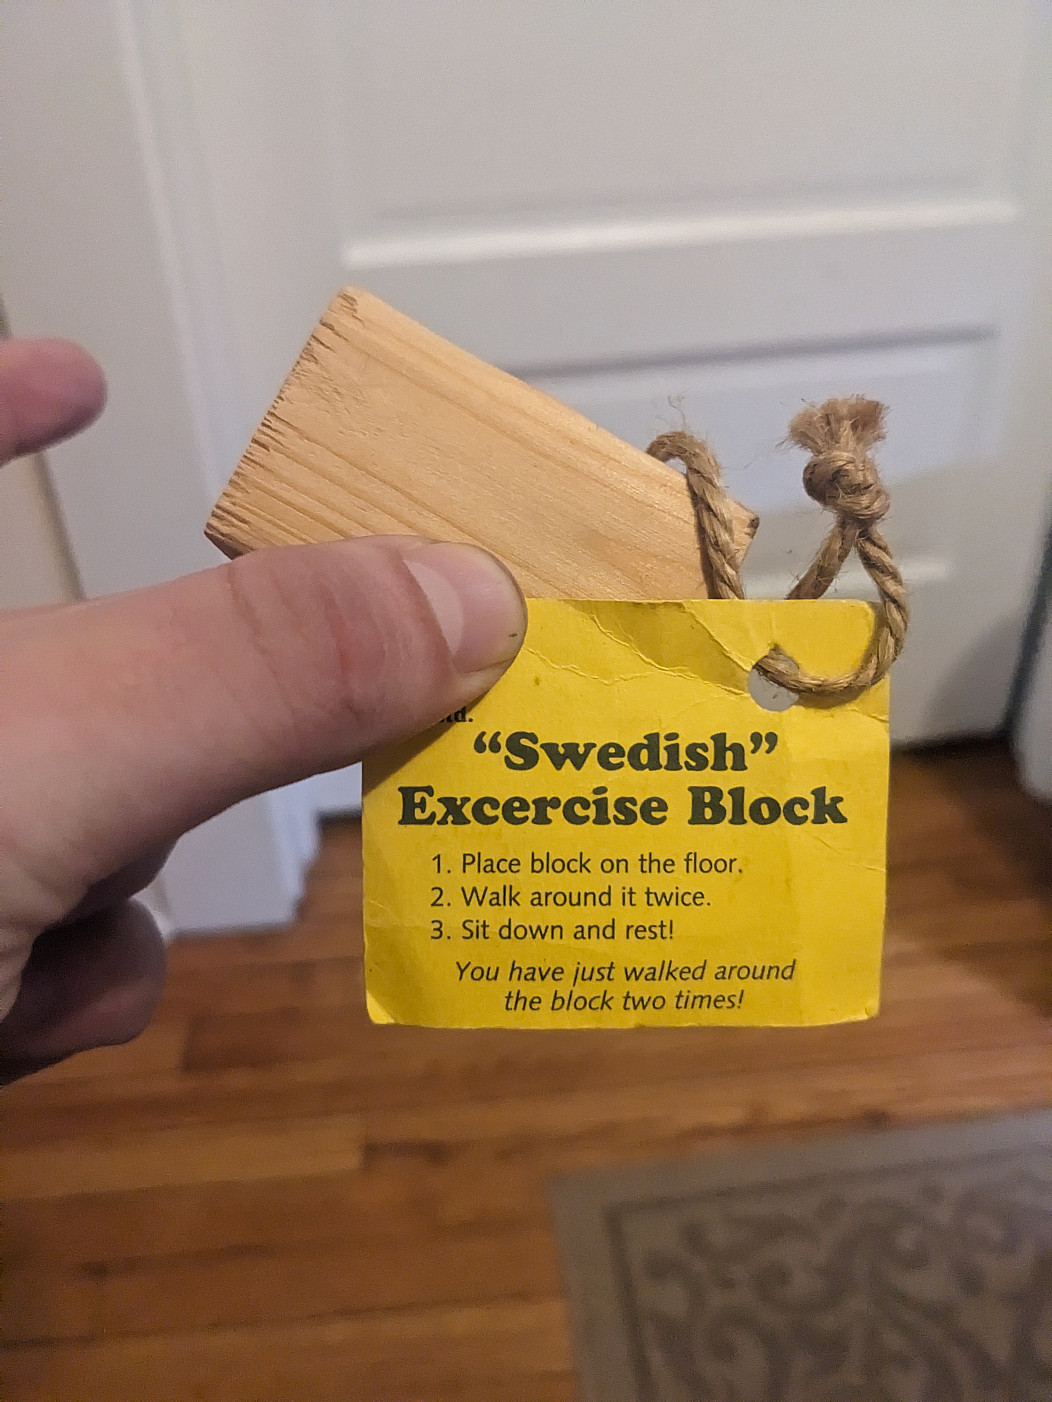 “Swedish”
Excercise Block
1. Place block on the floor.
2. Walk around it twice.
3. Sit down and rest!
You have just walked around
the block two times!